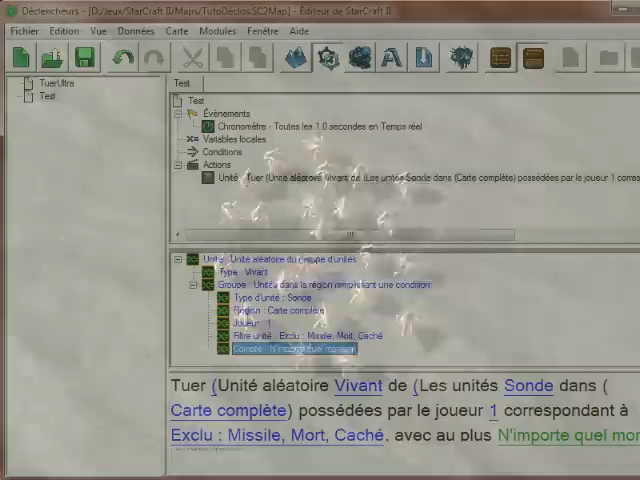 Déclencheurs - [D:/Jeux/StarCraft II/Maps/TutoDéclos.SC2Map] - Éditeur de StarCraft II
Fichier Edition Vue Données Carte Modules Fenêtre Aide
TuerUltra
Test
Test
Test
Évènements
Chronomètre - Toutes les 1.0 secondes en Temps réel
Variables locales
Conditions
Actions
Unité - Tuer (Unité aléatoire Vivant de (Les unités Sonde dans (Carte complète) possédées par le joueur 1 corres
Unité : Unité aléatoire du groupe d'unités
Type : Vivant
Groupe : Unités dans la région remplissant une condition
Type d'unité : Sonde
Région : Carte complète
Joueur : 1
Filtre unité : Exclu : Missile, Mort, Caché
Compte : N'importe quel montant
Tuer (Unité aléatoire Vivant de (Les unités Sonde dans (
Carte complète) possédées par le joueur 1 correspondant à
Exclu : Missile, Mort, Caché, avec au plus N'importe quel mor